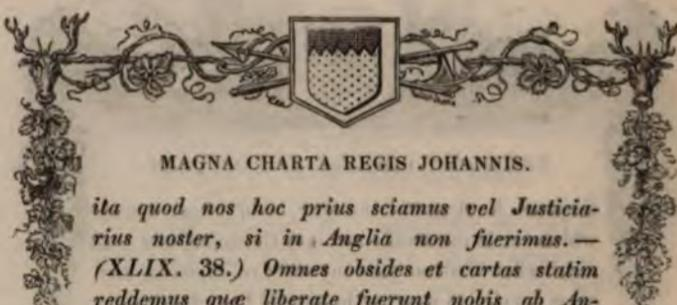 MAGNA CHARTA REGIS JOHANNIS.
ita quod nos hoc prius sciamus vel Justicia-
rius noster, si in Anglia non fuerimus. —
(XLIX. 38.) Omnes obsides et cartas statim
reddemus quæ liberate fuerunt nobis ab An-